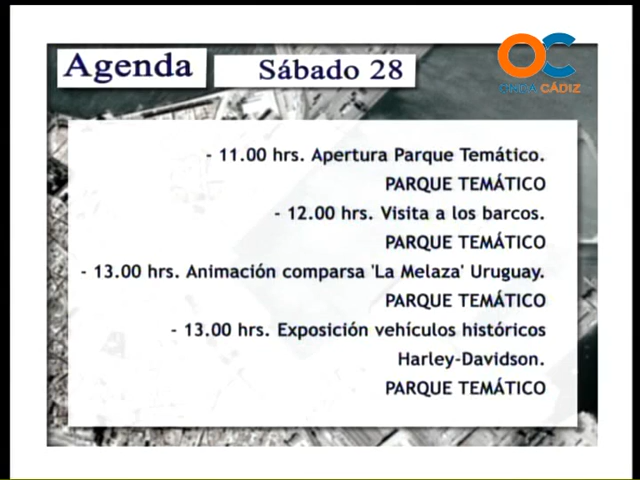 Agenda
Sábado 28
OC
ONDA CÁDIZ
- 11.00 hrs. Apertura Parque Temático.
PARQUE TEMÁTICO
- 12.00 hrs. Visita a los barcos.
PARQUE TEMÁTICO
- 13.00 hrs. Animación comparsa 'La Melaza' Uruguay.
PARQUE TEMÁTICO
- 13.00 hrs. Exposición vehículos históricos
Harley-Davidson.
PARQUE TEMÁTICO